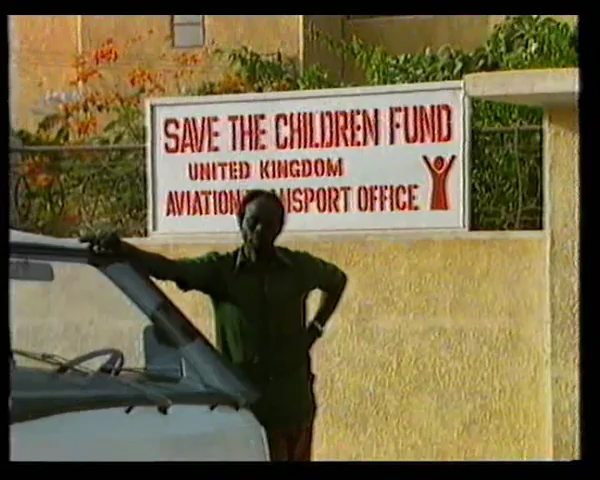 SAVE THE CHILDREN FUND
UNITED KINGDOM
AVIATION NSPORT OFFICE